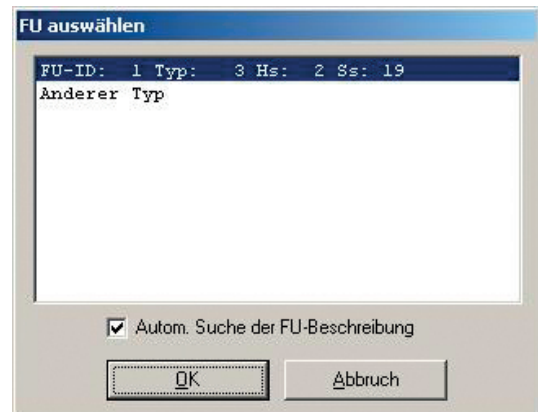 FU auswählen
FU-ID: 1 Typ: 3 Hs: 2 Ss: 19
Anderer Typ
Autom. Suche der FU-Beschreibung
OK Abbruch